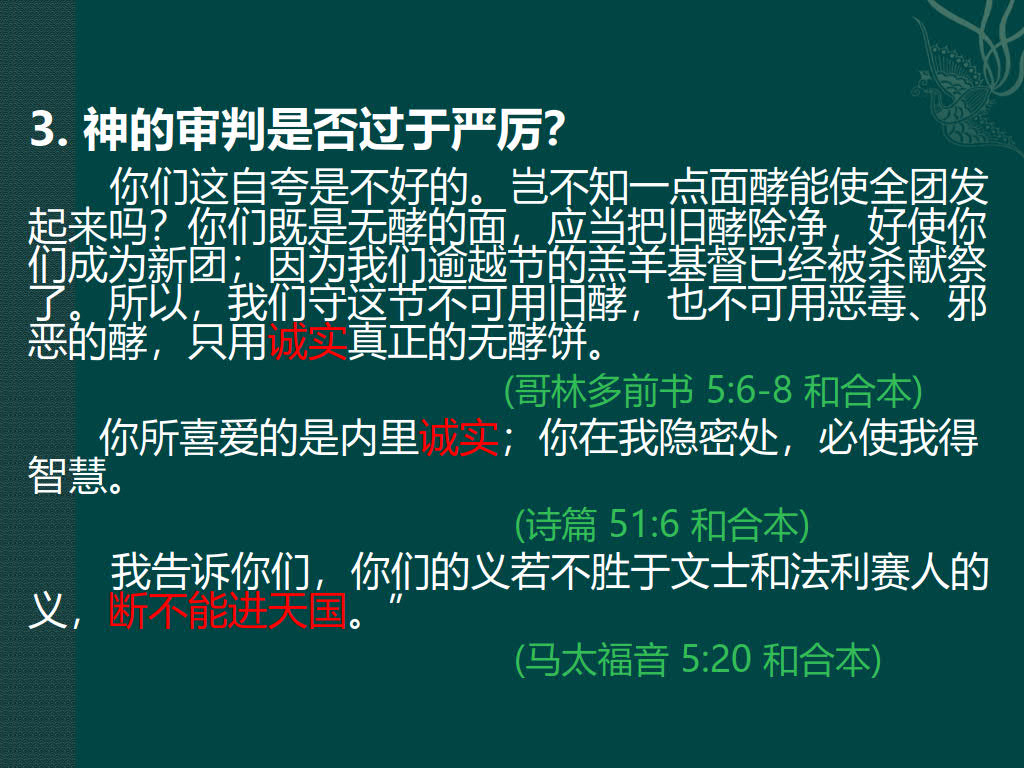 3. 神的审判是否过于严厉？
你们这自夸是不好的。岂不知一点面酵能使全团发
起来吗？你们既是无酵的面，应当把旧酵除净，好使你
们成为新团；因为我们逾越节的羔羊基督已经被杀献祭
了。所以，我们守这节不可用旧酵，也不可用恶毒、邪
恶的酵，只用诚实真正的无酵饼。
(哥林多前书 5:6-8 和合本)
你所喜爱的是内里诚实；你在我隐密处，必使我得
智慧。
(诗篇 51:6 和合本)
我告诉你们，你们的义若不胜于文士和法利赛人的
义，断不能进天国。”
(马太福音 5:20 和合本)